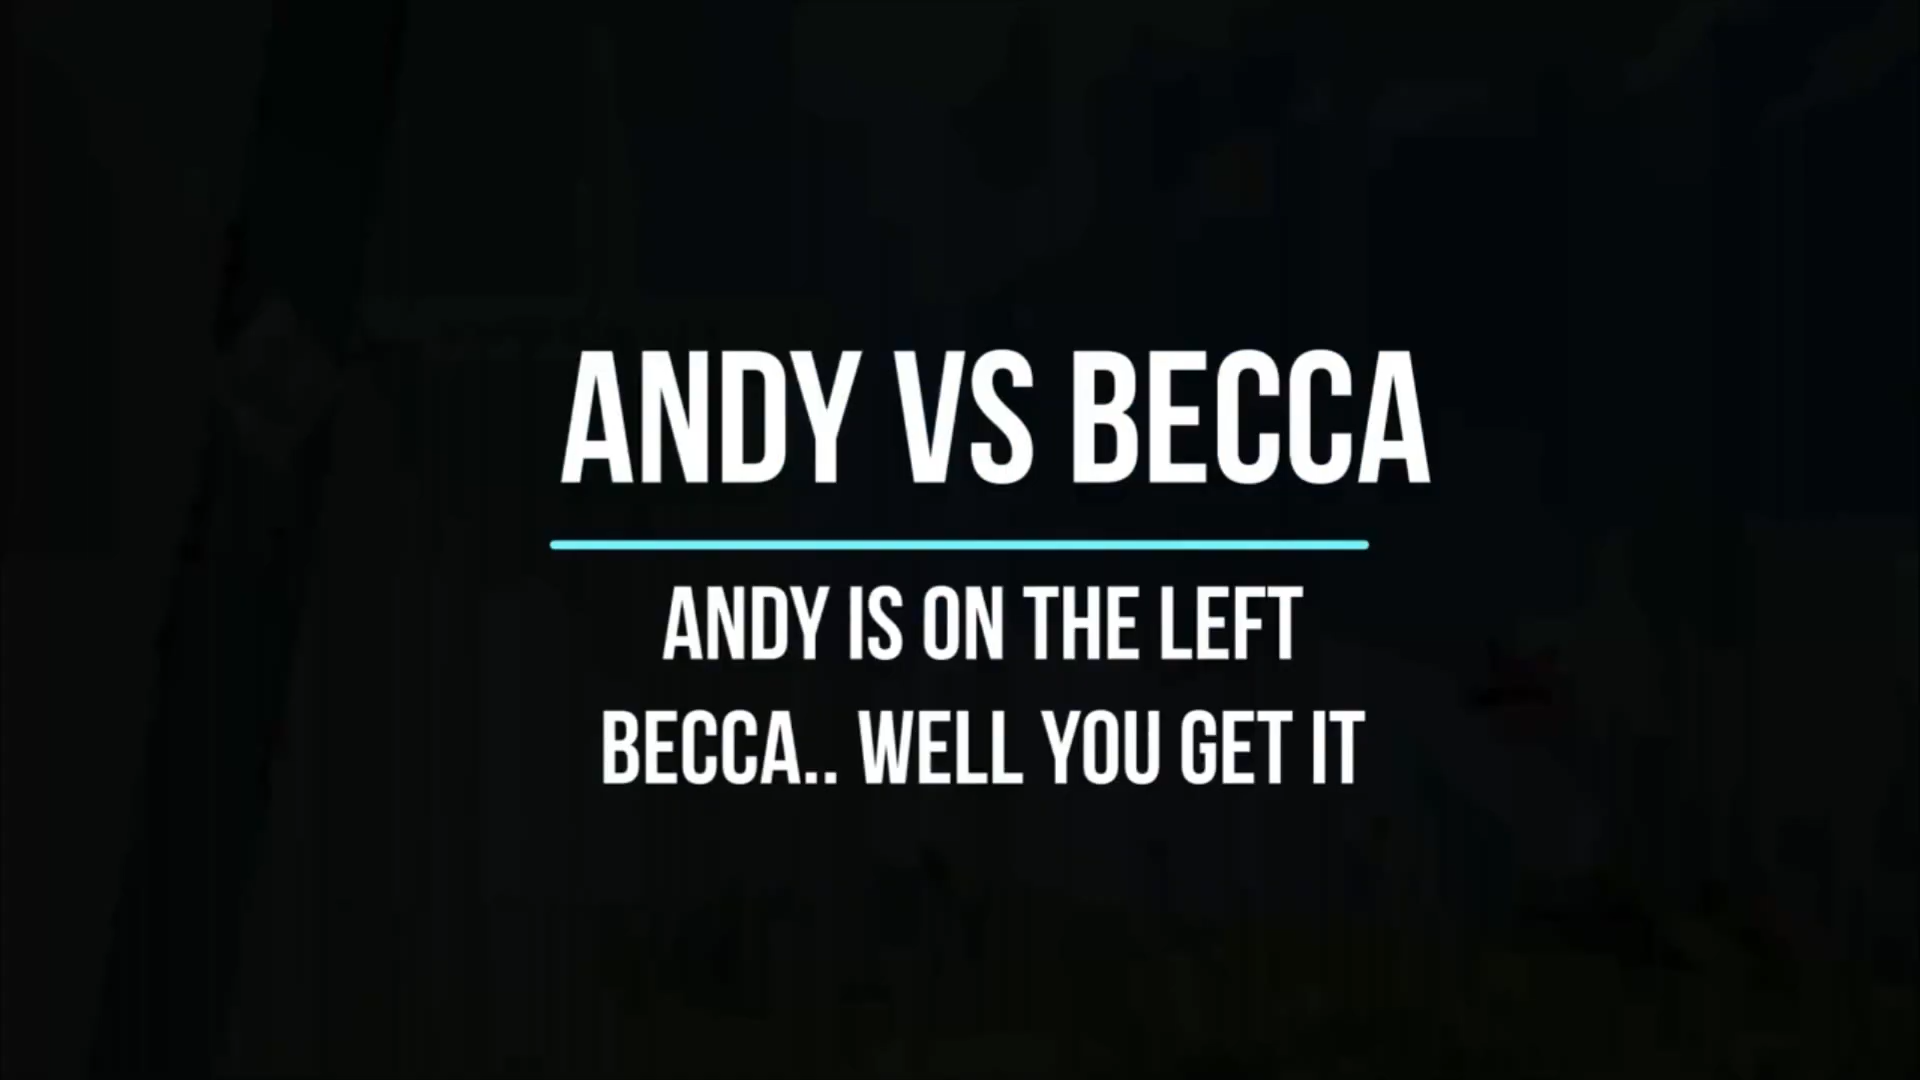 ANDY VS BECCA
ANDY IS ON THE LEFT
BECCA.. WELL YOU GET IT